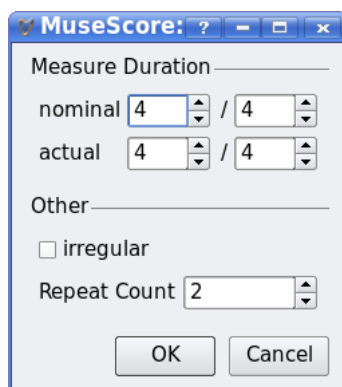 MuseScore: ?
Measure Duration
nominal 4 / 4
actual 4 / 4
Other
irregular
Repeat Count 2
OK Cancel